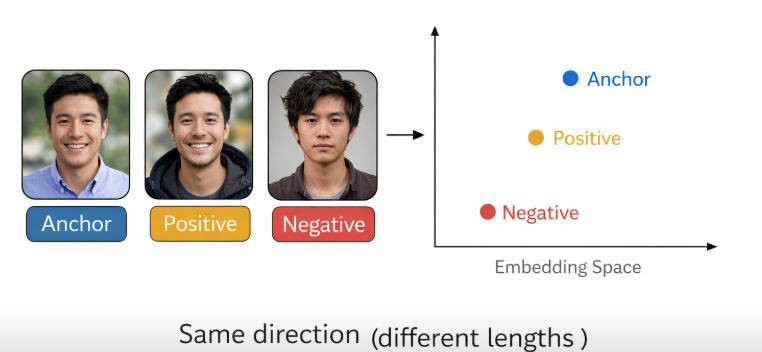 Anchor
Positive
Negative
Anchor
Positive
Negative
Embedding Space
Same direction (different lengths )